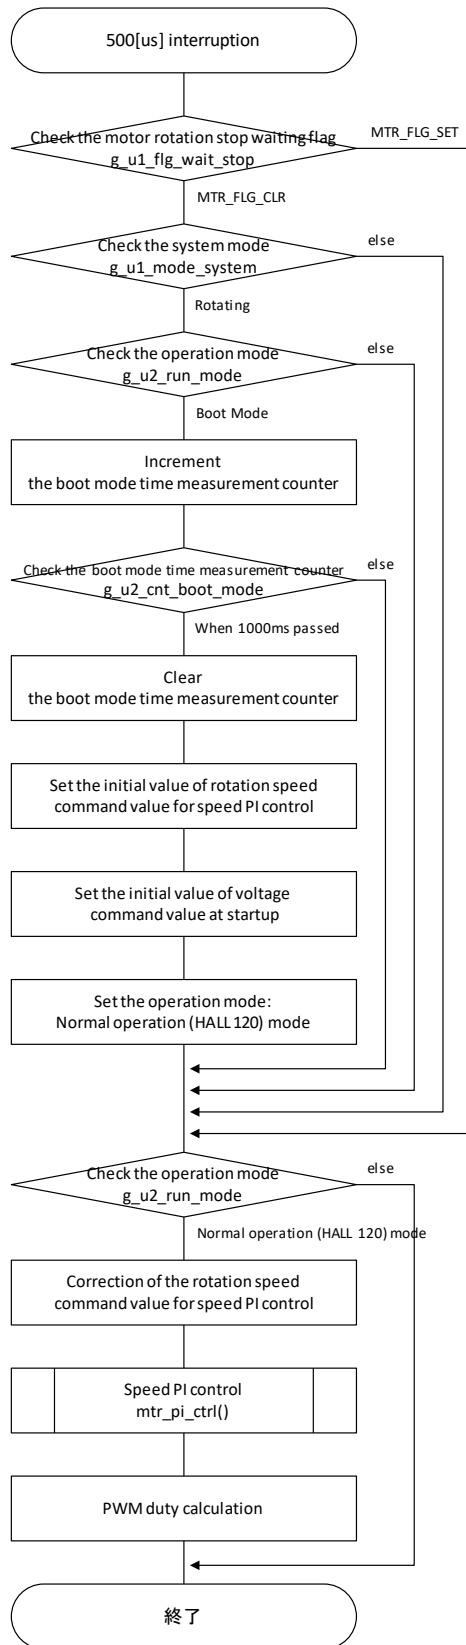 500[us] interruption
Check the motor rotation stop waiting flag
g_u1_flg_wait_stop
MTR_FLG_SET
MTR_FLG_CLR
Check the system mode
g_u1_mode_system
else
Rotating
Check the operation mode
g_u2_run_mode
else
Boot Mode
Increment
the boot mode time measurement counter
Check the boot mode time measurement counter
g_u2_cnt_boot_mode
else
When 1000ms passed
Clear
the boot mode time measurement counter
Set the initial value of rotation speed
command value for speed PI control
Set the initial value of voltage
command value at startup
Set the operation mode:
Normal operation (HALL 120) mode
Check the operation mode
g_u2_run_mode
else
Normal operation (HALL 120) mode
Correction of the rotation speed
command value for speed PI control
Speed PI control
mtr_pi_ctrl()
PWM duty calculation
終了